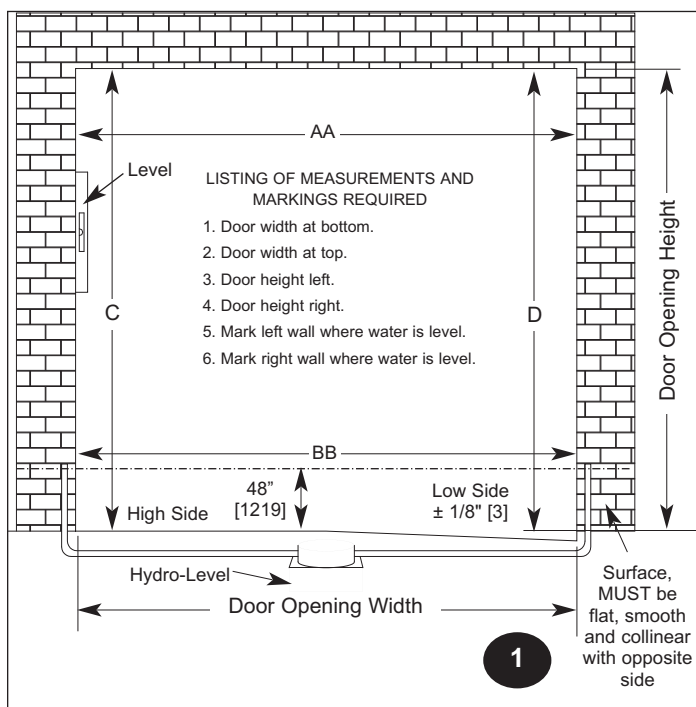 AA
Level
LISTING OF MEASUREMENTS AND
MARKINGS REQUIRED
1. Door width at bottom.
2. Door width at top.
3. Door height left.
4. Door height right.
5. Mark left wall where water is level.
6. Mark right wall where water is level.
C
D
Door Opening Height
BB
48”
[1219]
High Side
Low Side
± 1/8" [3]
Hydro-Level
Door Opening Width
Surface,
MUST be
flat, smooth
and collinear
with opposite
side
1